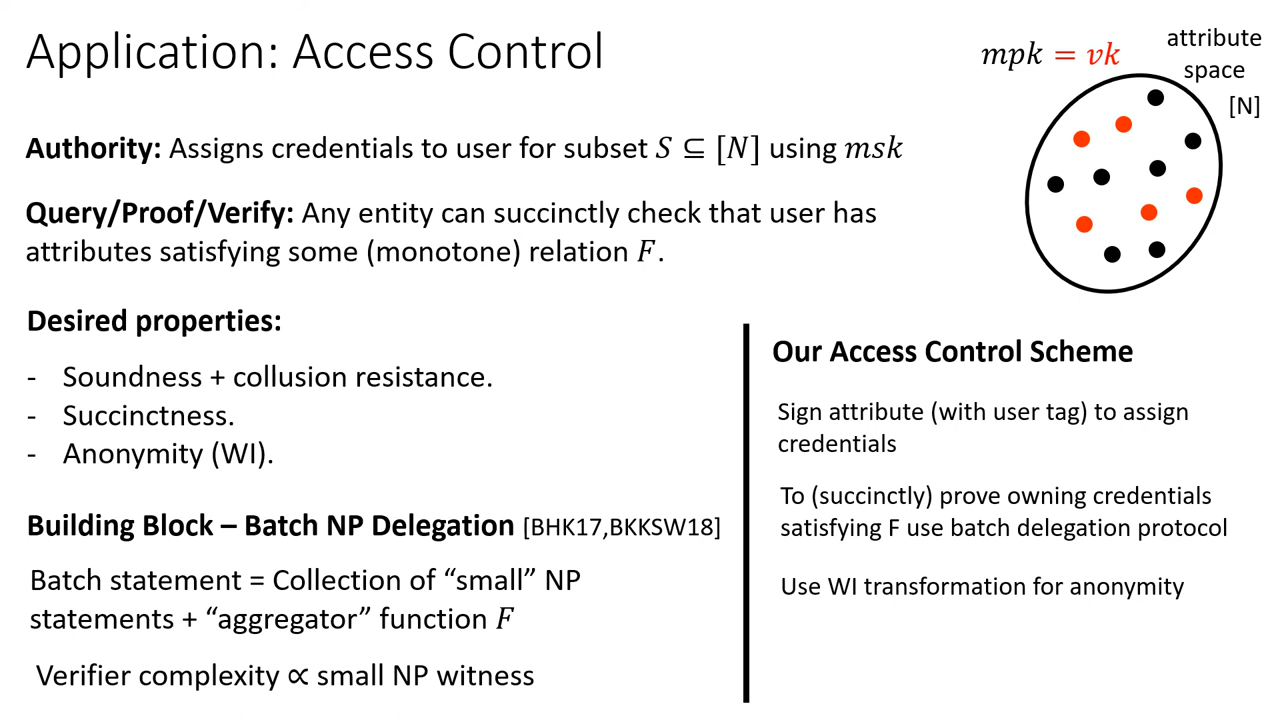 Application: Access Control
mpk = vk
attribute
space
[N]
Authority: Assigns credentials to user for subset S ⊆ [N] using msk
Query/Proof/Verify: Any entity can succinctly check that user has
attributes satisfying some (monotone) relation F.
Desired properties:
- Soundness + collusion resistance.
- Succinctness.
- Anonymity (WI).
Building Block – Batch NP Delegation [BHK17,BKKSW18]
Batch statement = Collection of “small” NP
statements + “aggregator” function F
Verifier complexity ∝ small NP witness
Our Access Control Scheme
Sign attribute (with user tag) to assign
credentials
To (succinctly) prove owning credentials
satisfying F use batch delegation protocol
Use WI transformation for anonymity